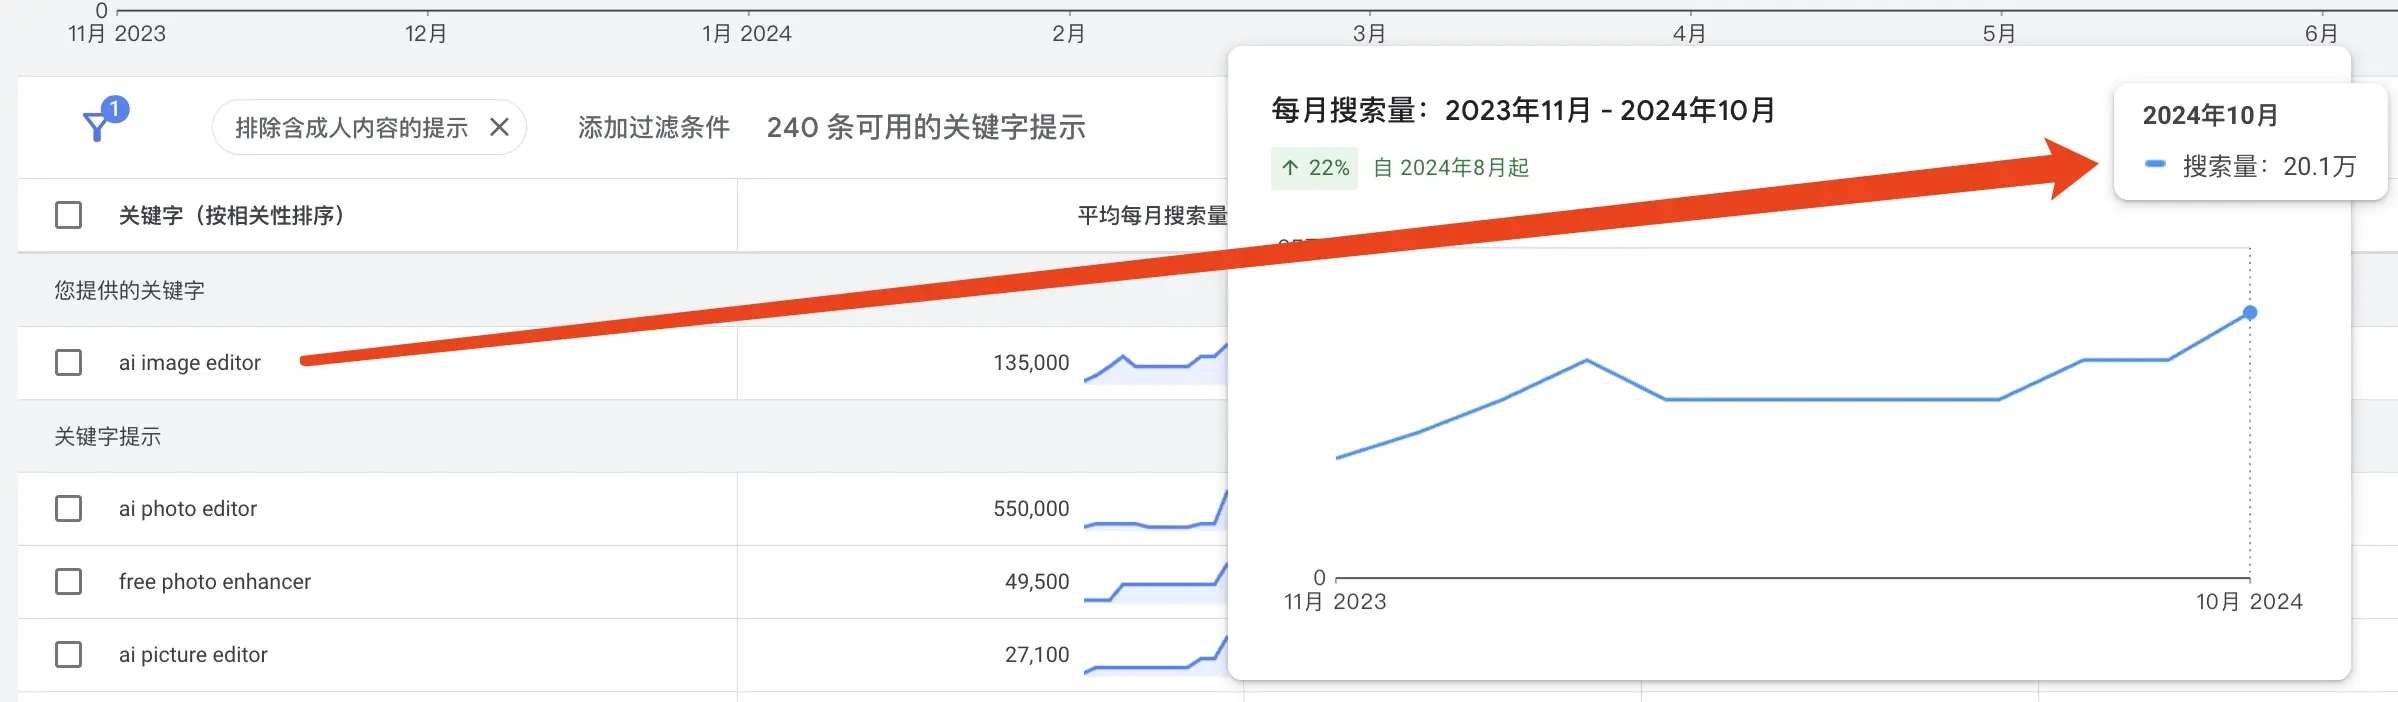 0
11月 2023 12月 1月 2024 2月 3月 4月 5月 6月
1
排除含成人内容的提示 添加过滤条件 240 条可用的关键字提示
关键字（按相关性排序） 平均每月搜索量
您提供的关键字
ai image editor 135,000
关键字提示
ai photo editor 550,000
free photo enhancer 49,500
ai picture editor 27,100
每月搜索量：2023年11月 - 2024年10月
↑ 22% 自 2024年8月起
2024年10月
搜索量：20.1万
0
11月 2023 10月 2024